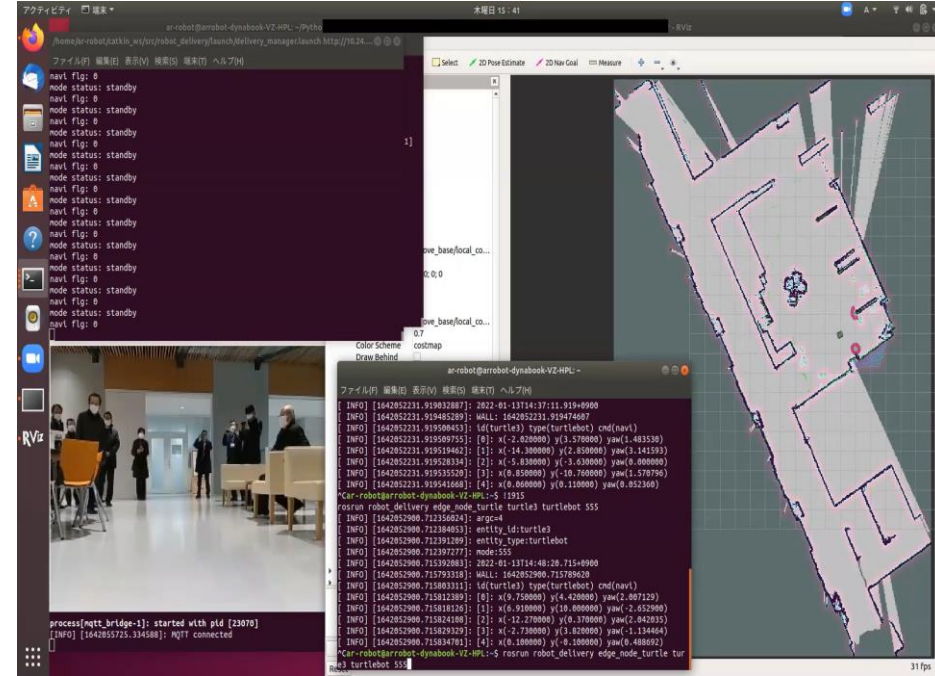 アクティビティ 端末
木曜日 15:41
ar-robot@arrobot-dynabook-VZ-HPL: ~/Pytho
- RViz
/home/ar-robot/catkin_ws/src/robot_delivery/launch/delivery_manager.launch http://10.24...
ファイル(F) 編集(E) 表示(V) 検索(S) 端末(T) ヘルプ(H)
Select 2D Pose Estimate 2D Nav Goal Measure
navi flg: 0
mode status: standby
navi flg: 0
mode status: standby
navi flg: 0
mode status: standby
navi flg: 0
1]
mode status: standby
navi flg: 0
mode status: standby
navi flg: 0
mode status: standby
navi flg: 0
mode status: standby
navi flg: 0
mode status: standby
navi flg: 0
mode status: standby
navi flg: 0
mode status: standby
navi flg: 0
mode status: standby
navi flg: 0
ove_base/local_co...
0; 0; 0
ove_base/local_co...
0.7
Color Scheme costmap
Draw Behind
ar-robot@arrobot-dynabook-VZ-HPL: ~
ファイル(F) 編集(E) 表示(V) 検索(S) 端末(T) ヘルプ(H)
[ INFO] [1642052231.919032887]: 2022-01-13T14:37:11.919+0900
[ INFO] [1642052231.919485289]: WALL: 1642052231.919474607
[ INFO] [1642052231.919500453]: id(turtle3) type(turtlebot) cmd(navi)
[ INFO] [1642052231.919509755]: [0]: x(-2.020000) y(3.570000) yaw(1.483530)
[ INFO] [1642052231.919519462]: [1]: x(-14.300000) y(2.850000) yaw(3.141593)
[ INFO] [1642052231.919528334]: [2]: x(-5.830000) y(-3.630000) yaw(0.000000)
[ INFO] [1642052231.919535520]: [3]: x(0.850000) y(-10.760000) yaw(1.570796)
[ INFO] [1642052231.919541668]: [4]: x(0.060000) y(0.110000) yaw(0.052360)
^Car-robot@arrobot-dynabook-VZ-HPL:~$ !1915
rosrun robot_delivery edge_node_turtle turtle3 turtlebot 555
[ INFO] [1642052900.712356024]: argc=4
[ INFO] [1642052900.712384053]: entity_id:turtle3
[ INFO] [1642052900.712391209]: entity_type:turtlebot
[ INFO] [1642052900.712397277]: mode:555
[ INFO] [1642052900.715392083]: 2022-01-13T14:48:20.715+0900
[ INFO] [1642052900.715793318]: WALL: 1642052900.715789620
[ INFO] [1642052900.715803311]: id(turtle3) type(turtlebot) cmd(navi)
[ INFO] [1642052900.715812389]: [0]: x(9.750000) y(4.420000) yaw(2.007129)
[ INFO] [1642052900.715818126]: [1]: x(6.910000) y(10.000000) yaw(-2.652900)
[ INFO] [1642052900.715824108]: [2]: x(-12.270000) y(0.370000) yaw(2.042035)
[ INFO] [1642052900.715829329]: [3]: x(-2.730000) y(3.820000) yaw(-1.134464)
[ INFO] [1642052900.715834701]: [4]: x(0.100000) y(-0.100000) yaw(0.488692)
^Car-robot@arrobot-dynabook-VZ-HPL:~$ rosrun robot_delivery edge_node_turtle tur
e3 turtlebot 555
process[mqtt_bridge-1]: started with pid [23070]
[INFO] [1642055725.334588]: MQTT connected
RViz
Res
31 fps